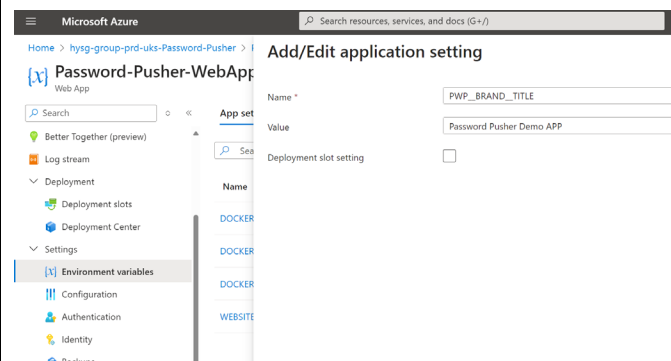 Microsoft Azure
Search resources, services, and docs (G+/)
Home > hysg-group-prd-uks-Password-Pusher >
Add/Edit application setting
Password-Pusher-WebApp
Web App
Search
Better Together (preview)
Log stream
Deployment
Deployment slots
Deployment Center
Settings
Environment variables
Configuration
Authentication
Identity
App set
Sea
Name
DOCKER
DOCKER
DOCKER
WEBSITE
Name *
PWP__BRAND__TITLE
Value
Password Pusher Demo APP
Deployment slot setting